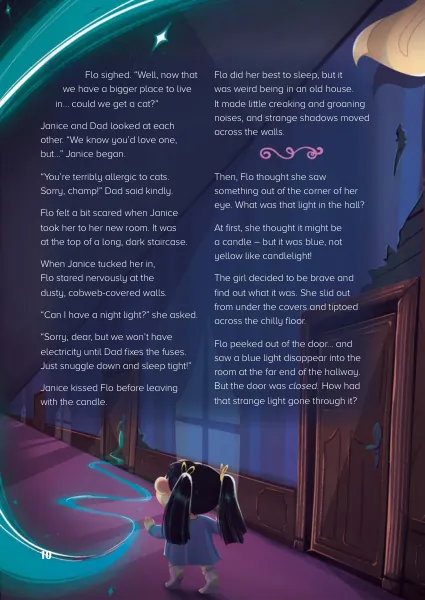 Flo sighed. “Well, now that
we have a bigger place to live
in... could we get a cat?”
Janice and Dad looked at each
other. “We know you’d love one,
but...” Janice began.
“You’re terribly allergic to cats.
Sorry, champ!” Dad said kindly.
Flo felt a bit scared when Janice
took her to her new room. It was
at the top of a long, dark staircase.
When Janice tucked her in,
Flo stared nervously at the
dusty, cobweb-covered walls.
“Can I have a night light?” she asked.
“Sorry, dear, but we won’t have
electricity until Dad fixes the fuses.
Just snuggle down and sleep tight!”
Janice kissed Flo before leaving
with the candle.
Flo did her best to sleep, but it
was weird being in an old house.
It made little creaking and groaning
noises, and strange shadows moved
across the walls.
Then, Flo thought she saw
something out of the corner of her
eye. What was that light in the hall?
At first, she thought it might be
a candle – but it was blue, not
yellow like candlelight!
The girl decided to be brave and
find out what it was. She slid out
from under the covers and tiptoed
across the chilly floor.
Flo peeked out of the door... and
saw a blue light disappear into the
room at the far end of the hallway.
But the door was closed. How had
that strange light gone through it?
10